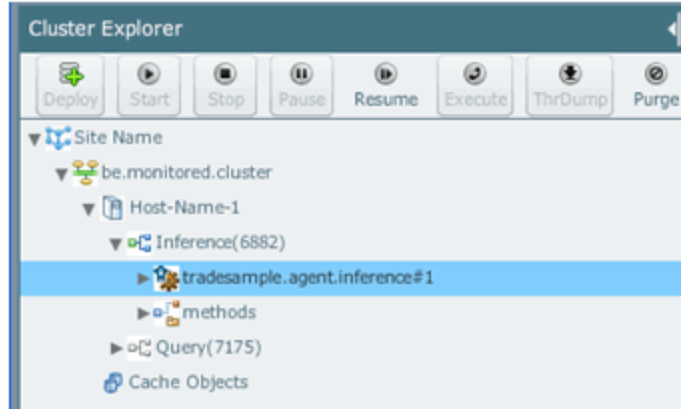 Cluster Explorer
Deploy Start Stop Pause Resume Execute ThrDump Purge
Site Name
be.monitored.cluster
Host-Name-1
Inference(6882)
tradesample.agent.inference#1
methods
Query(7175)
Cache Objects